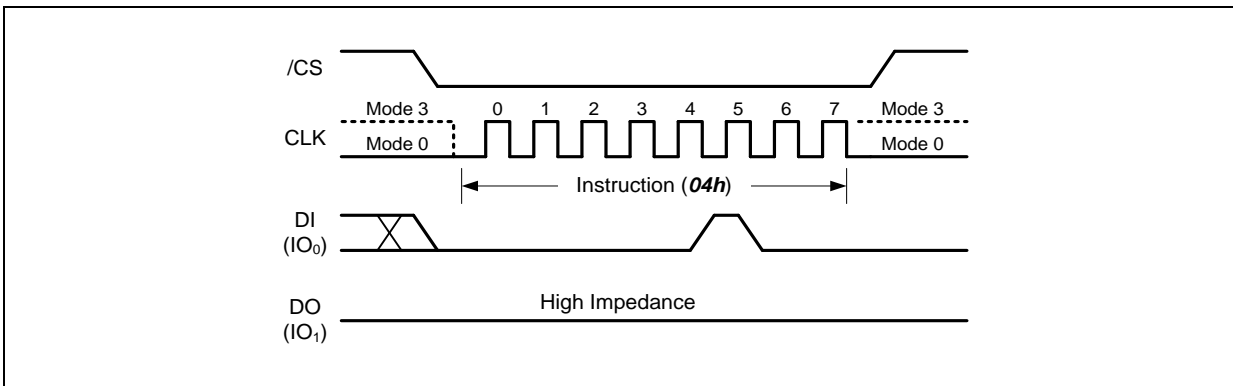 /CS
Mode 3 0 1 2 3 4 5 6 7 Mode 3
CLK
Mode 0 Mode 0
Instruction (04h)
DI
(IO₀)
High Impedance
DO
(IO₁)